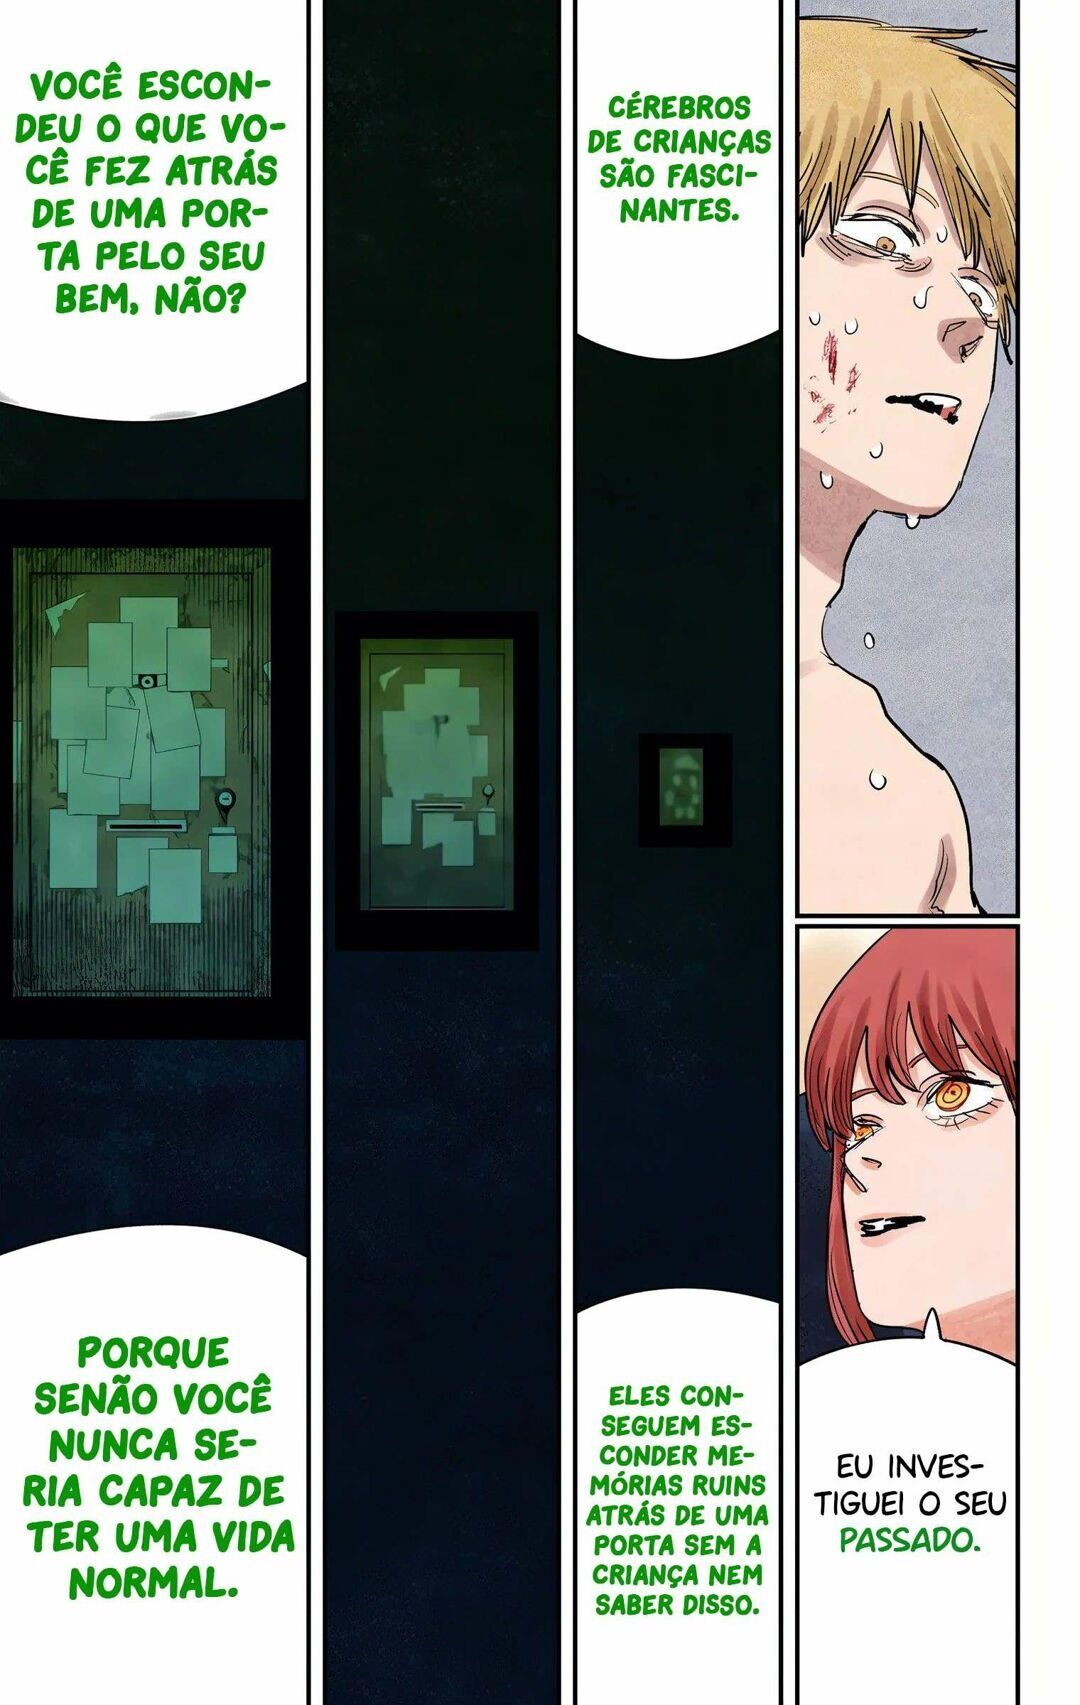 EU INVES-
TIGUEI O SEU
PASSADO.
CÉREBROS
DE CRIANÇAS
SÃO FASCI-
NANTES.
ELES CON-
SEGUEM ES-
CONDER ME-
MÓRIAS RUINS
ATRÁS DE UMA
PORTA SEM A
CRIANÇA NEM
SABER DISSO.
VOCÊ ESCON-
DEU O QUE VO-
CÊ FEZ ATRÁS
DE UMA POR-
TA PELO SEU
BEM, NÃO?
PORQUE
SENÃO VOCÊ
NUNCA SE-
RIA CAPAZ DE
TER UMA VIDA
NORMAL.